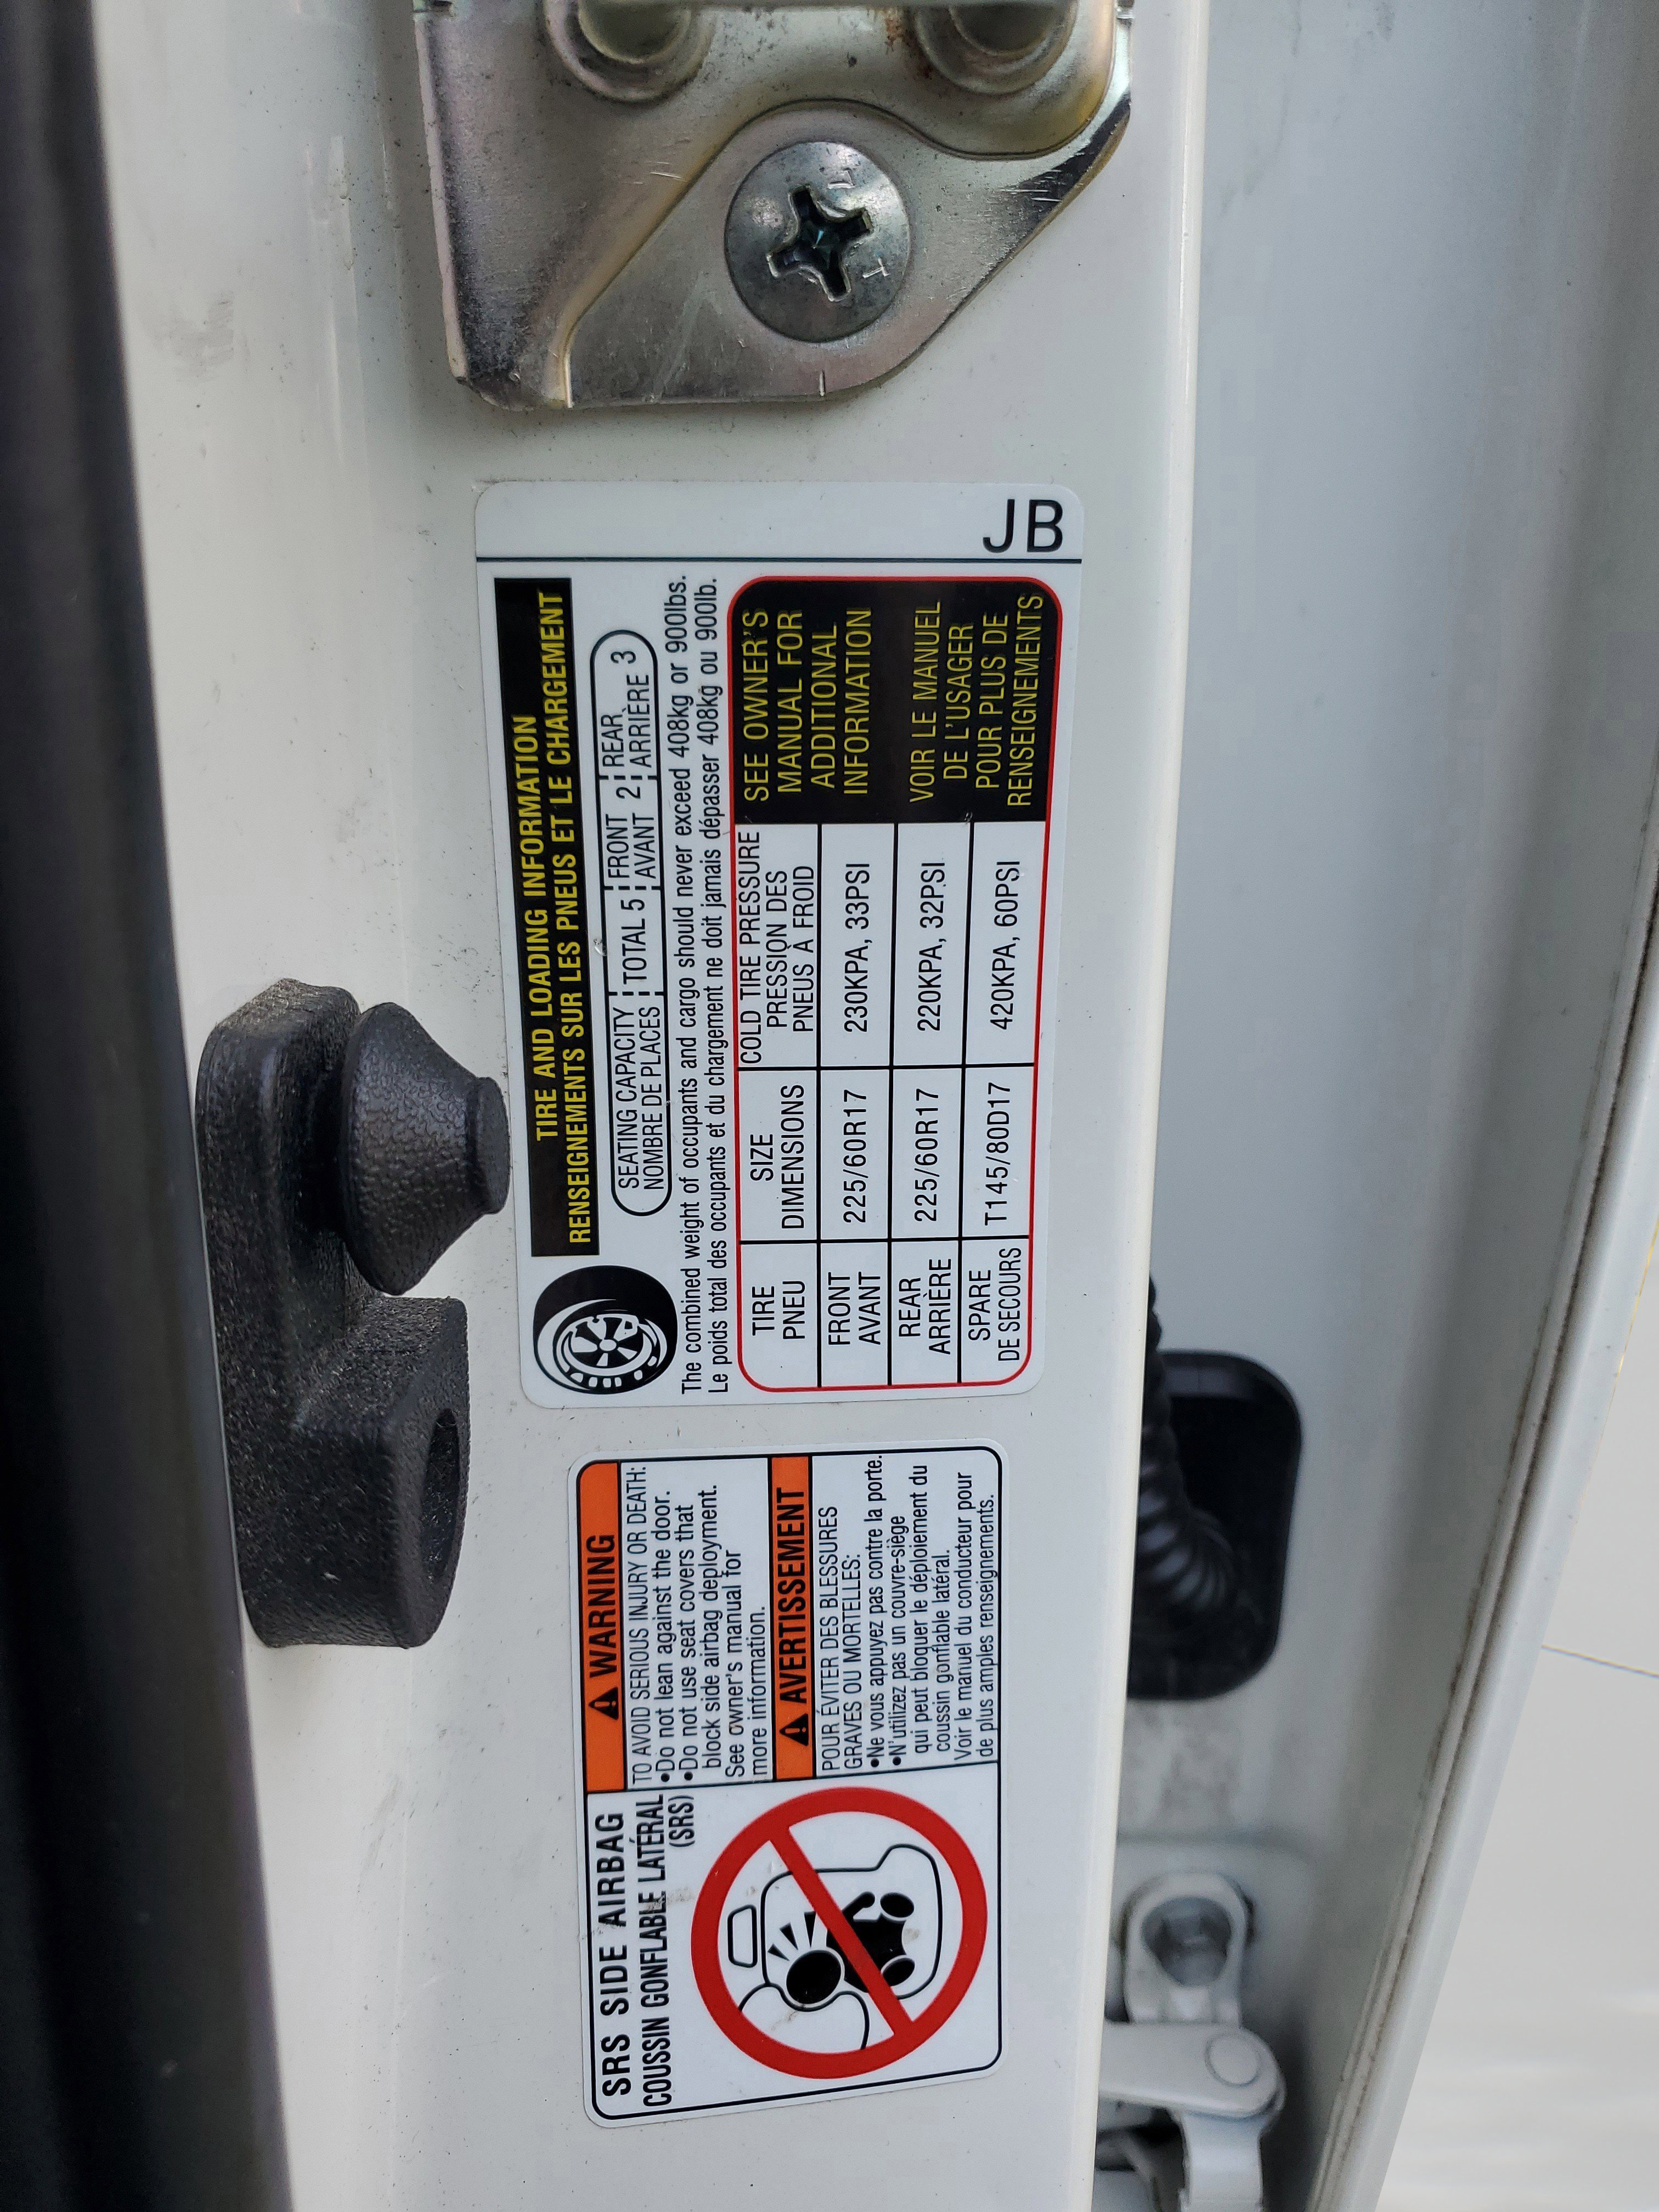 SRS SIDE AIRBAG
COUSSIN GONFLABLE LATÉRAL
(SRS)
WARNING
TO AVOID SERIOUS INJURY OR DEATH:
•Do not lean against the door.
•Do not use seat covers that
block side airbag deployment.
See owner's manual for
more information.
AVERTISSEMENT
POUR ÉVITER DES BLESSURES
GRAVES OU MORTELLES:
•Ne vous appuyez pas contre la porte.
•N'utilizez pas un couvre-siège
qui peut bloquer le déploiement du
coussin gonflable latéral.
Voir le manuel du conducteur pour
de plus amples renseignements.
TIRE AND LOADING INFORMATION
RENSEIGNEMENTS SUR LES PNEUS ET LE CHARGEMENT
SEATING CAPACITY
NOMBRE DE PLACES
TOTAL 5
FRONT
AVANT 2
REAR
ARRIÈRE 3
The combined weight of occupants and cargo should never exceed 408kg or 900lbs.
Le poids total des occupants et du chargement ne doit jamais dépasser 408kg ou 900lb.
TIRE
PNEU
SIZE
DIMENSIONS
COLD TIRE PRESSURE
PRESSION DES
PNEUS À FROID
FRONT
AVANT
225/60R17
230KPA, 33PSI
REAR
ARRIÈRE
225/60R17
220KPA, 32PSI
SPARE
DE SECOURS
T145/80D17
420KPA, 60PSI
SEE OWNER'S
MANUAL FOR
ADDITIONAL
INFORMATION
VOIR LE MANUEL
DE L'USAGER
POUR PLUS DE
RENSEIGNEMENTS
JB